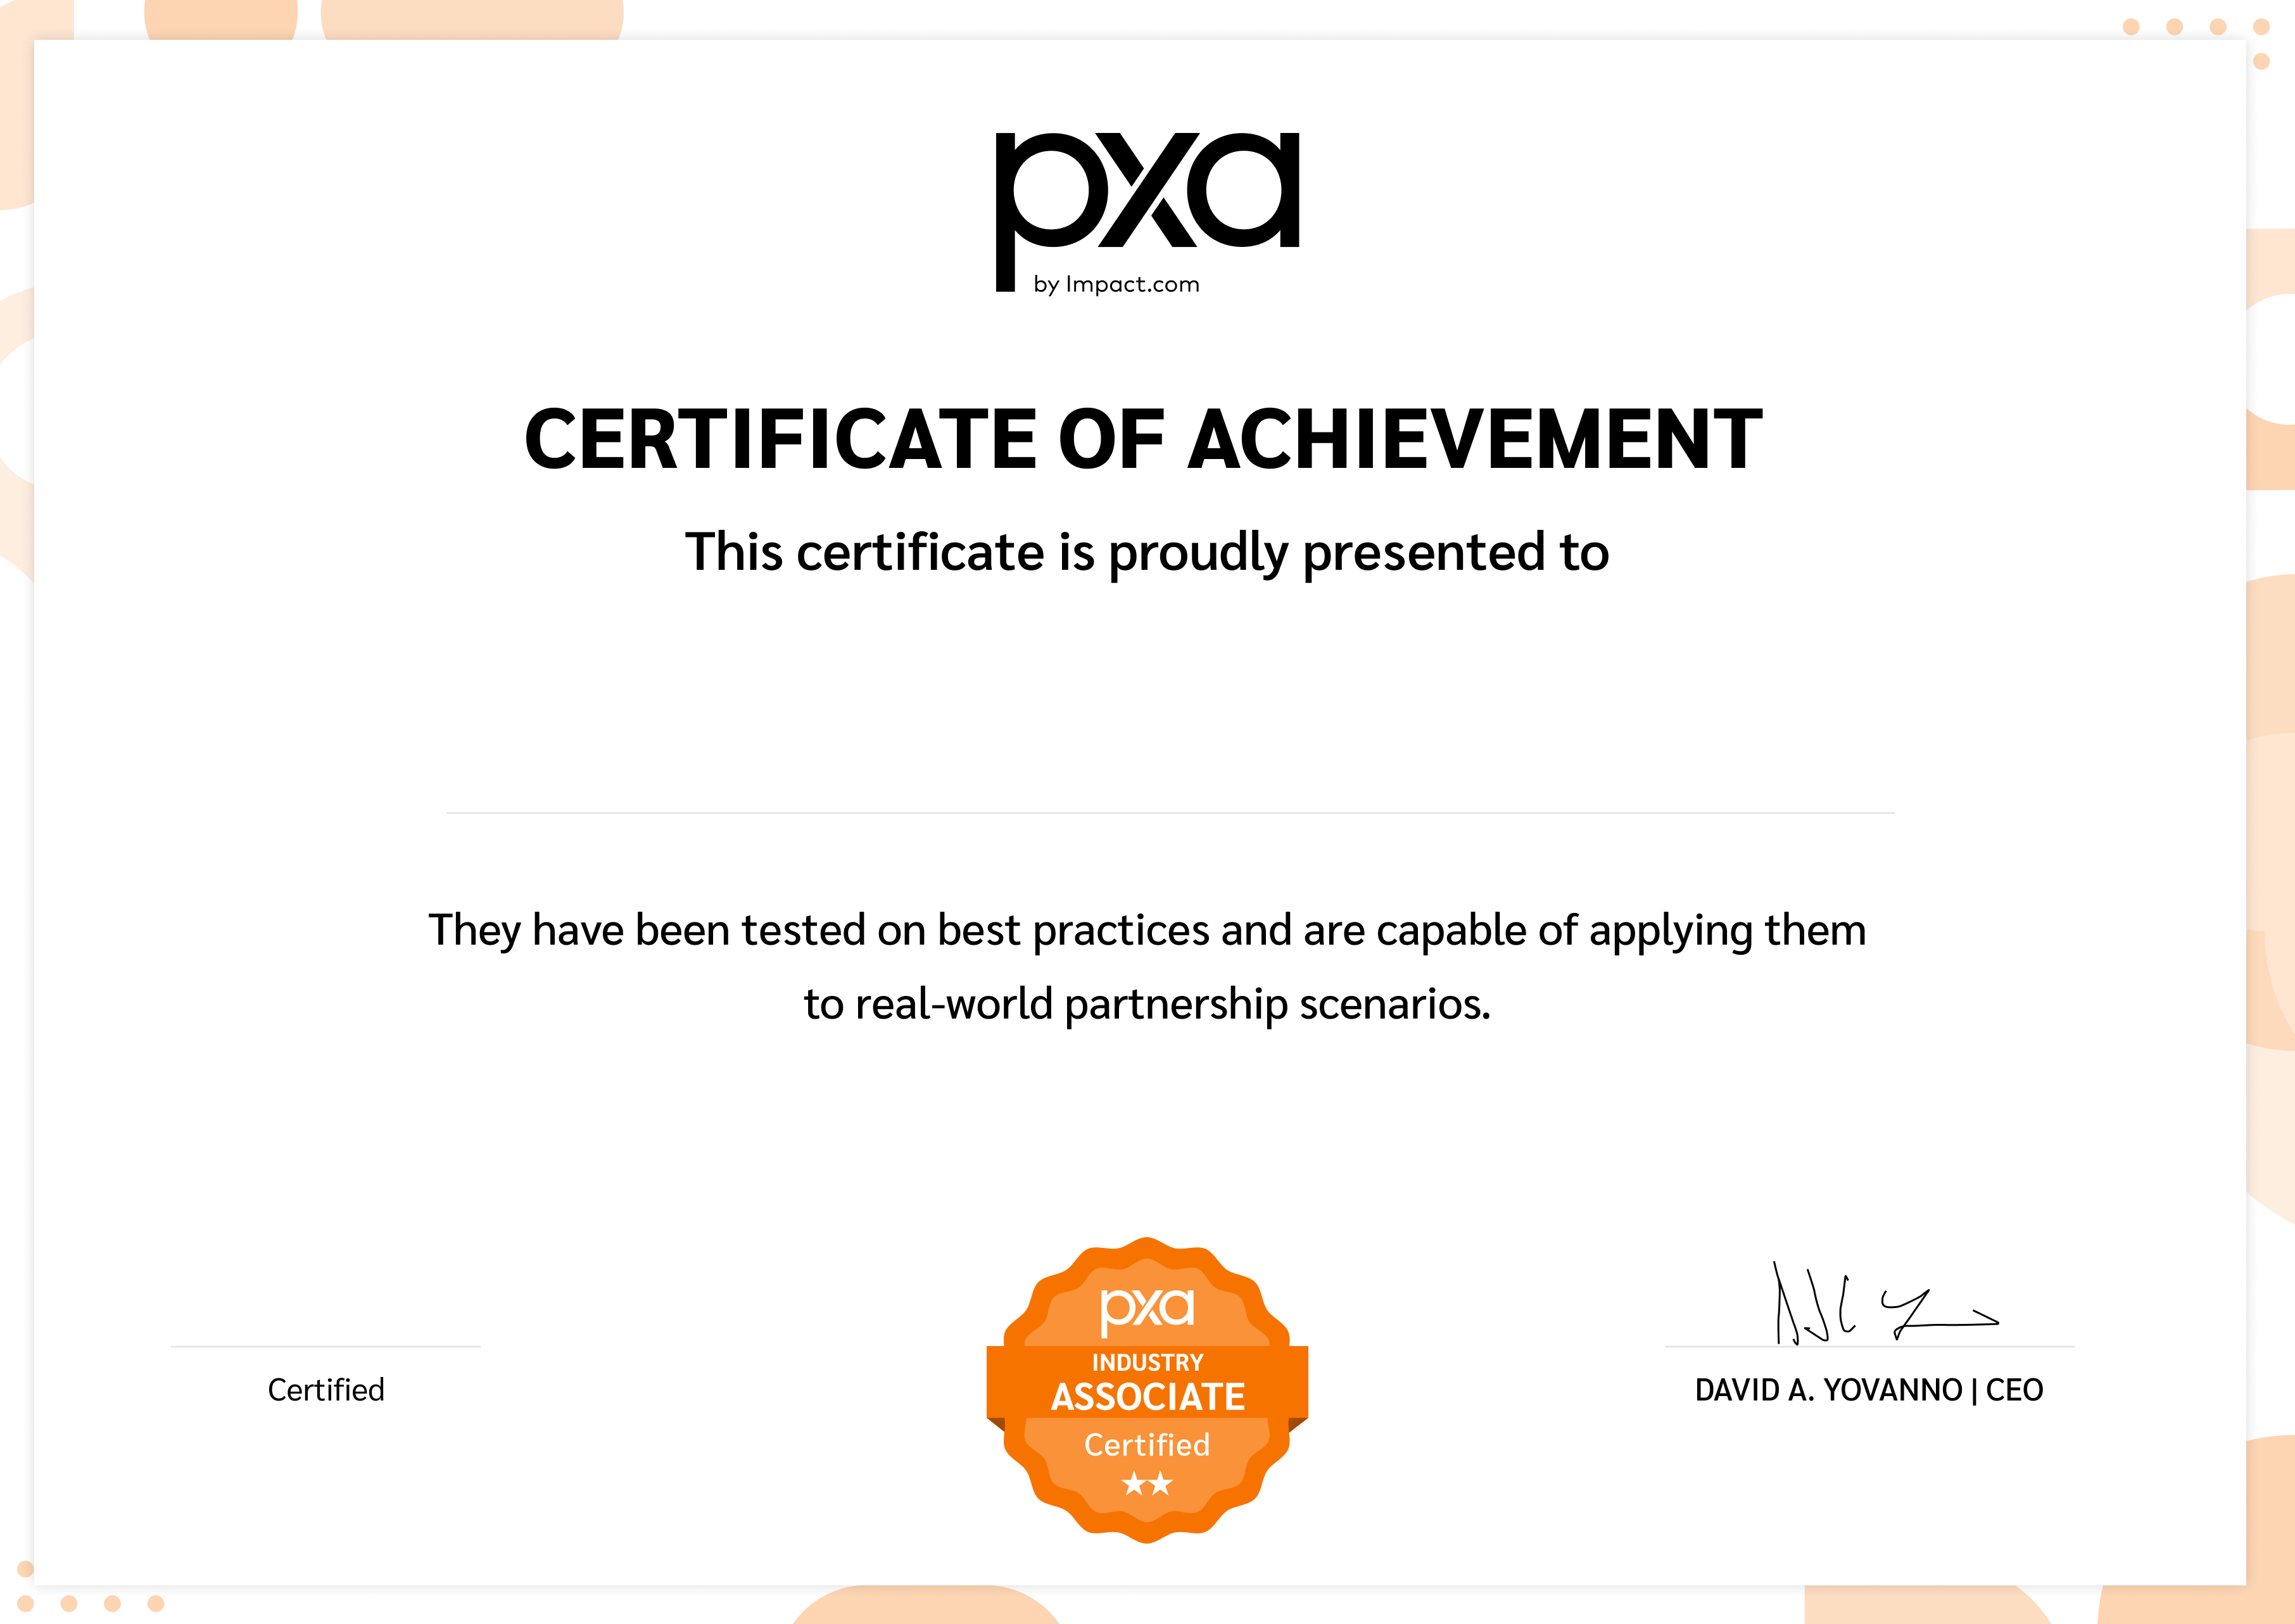 pxa
by Impact.com
CERTIFICATE OF ACHIEVEMENT
This certificate is proudly presented to
They have been tested on best practices and are capable of applying them
to real-world partnership scenarios.
pxa
INDUSTRY
ASSOCIATE
Certified
Certified
DAVID A. YOVANNO | CEO